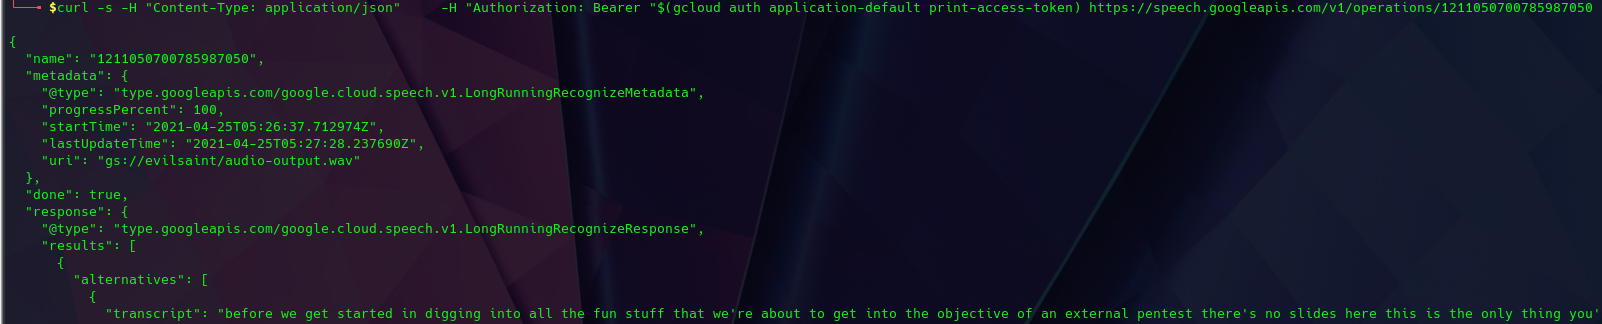 $curl -s -H "Content-Type: application/json"     -H "Authorization: Bearer "$(gcloud auth application-default print-access-token) https://speech.googleapis.com/v1/operations/1211050700785987050
{
  "name": "1211050700785987050",
  "metadata": {
    "@type": "type.googleapis.com/google.cloud.speech.v1.LongRunningRecognizeMetadata",
    "progressPercent": 100,
    "startTime": "2021-04-25T05:26:37.712974Z",
    "lastUpdateTime": "2021-04-25T05:27:28.237690Z",
    "uri": "gs://evilsaint/audio-output.wav"
  },
  "done": true,
  "response": {
    "@type": "type.googleapis.com/google.cloud.speech.v1.LongRunningRecognizeResponse",
    "results": [
      {
        "alternatives": [
          {
            "transcript": "before we get started in digging into all the fun stuff that we're about to get into the objective of an external pentest there's no slides here this is the only thing you'